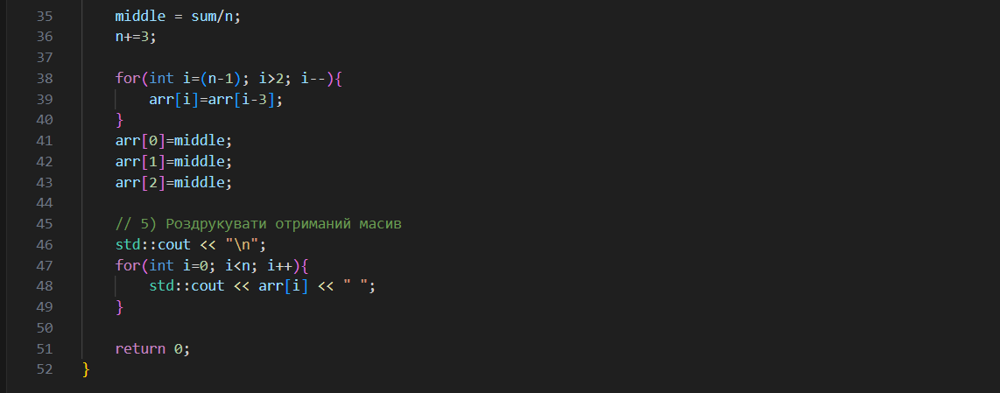 35 middle = sum/n;
36 n+=3;
37
38 for(int i=(n-1); i>2; i--){
39 arr[i]=arr[i-3];
40 }
41 arr[0]=middle;
42 arr[1]=middle;
43 arr[2]=middle;
44
45 // 5) Роздрукувати отриманий масив
46 std::cout << "\n";
47 for(int i=0; i<n; i++){
48 std::cout << arr[i] << " ";
49 }
50
51 return 0;
52 }